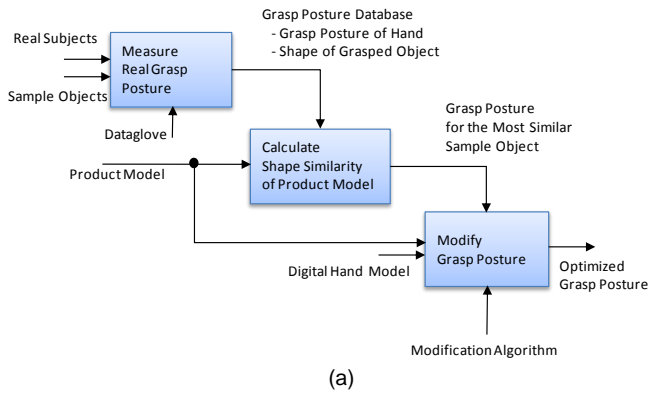 Grasp Posture Database
- Grasp Posture of Hand
- Shape of Grasped Object
Real Subjects
Sample Objects
Measure
Real Grasp
Posture
Dataglove
Product Model
Calculate
Shape Similarity
of Product Model
Grasp Posture
for the Most Similar
Sample Object
Modify
Grasp Posture
Digital Hand Model
Optimized
Grasp Posture
Modification Algorithm
(a)